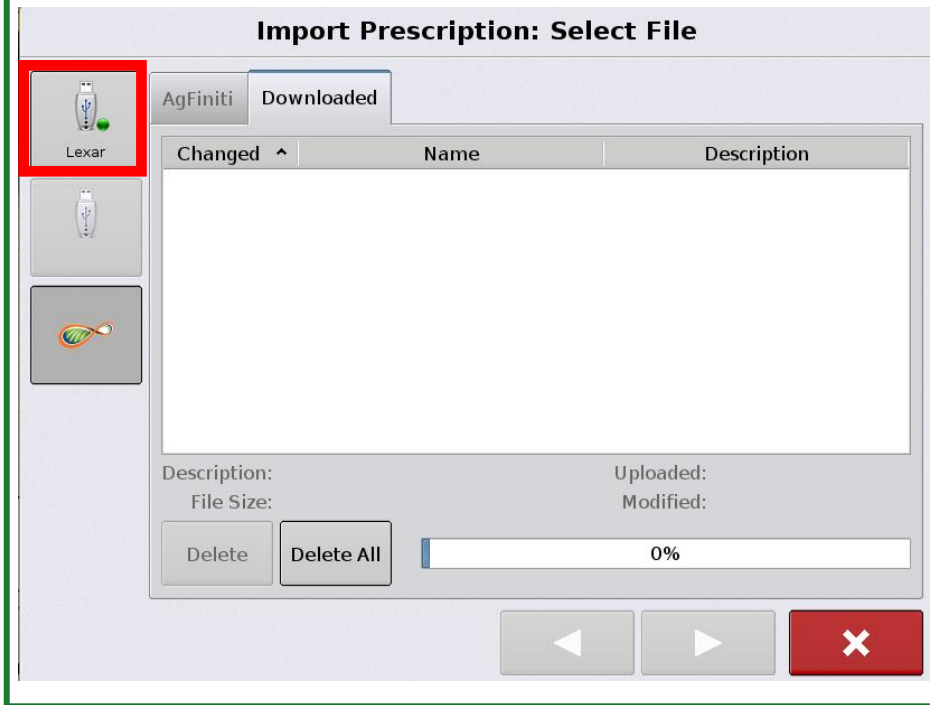 Import Prescription: Select File
AgFiniti Downloaded
Lexar
Changed Name Description
Description: Uploaded:
File Size: Modified:
Delete Delete All 0%